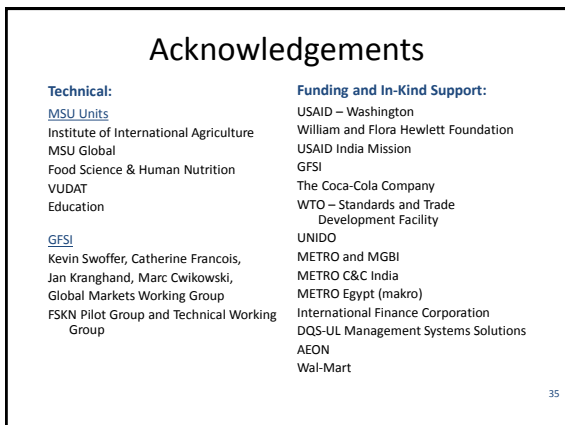 Acknowledgements
Technical:
MSU Units
Institute of International Agriculture
MSU Global
Food Science & Human Nutrition
VUDAT
Education
GFSI
Kevin Swoffer, Catherine Francois,
Jan Kranghand, Marc Cwikowski,
Global Markets Working Group
FSKN Pilot Group and Technical Working
Group
Funding and In-Kind Support:
USAID – Washington
William and Flora Hewlett Foundation
USAID India Mission
GFSI
The Coca-Cola Company
WTO – Standards and Trade
Development Facility
UNIDO
METRO and MGBI
METRO C&C India
METRO Egypt (makro)
International Finance Corporation
DQS-UL Management Systems Solutions
AEON
Wal-Mart
35